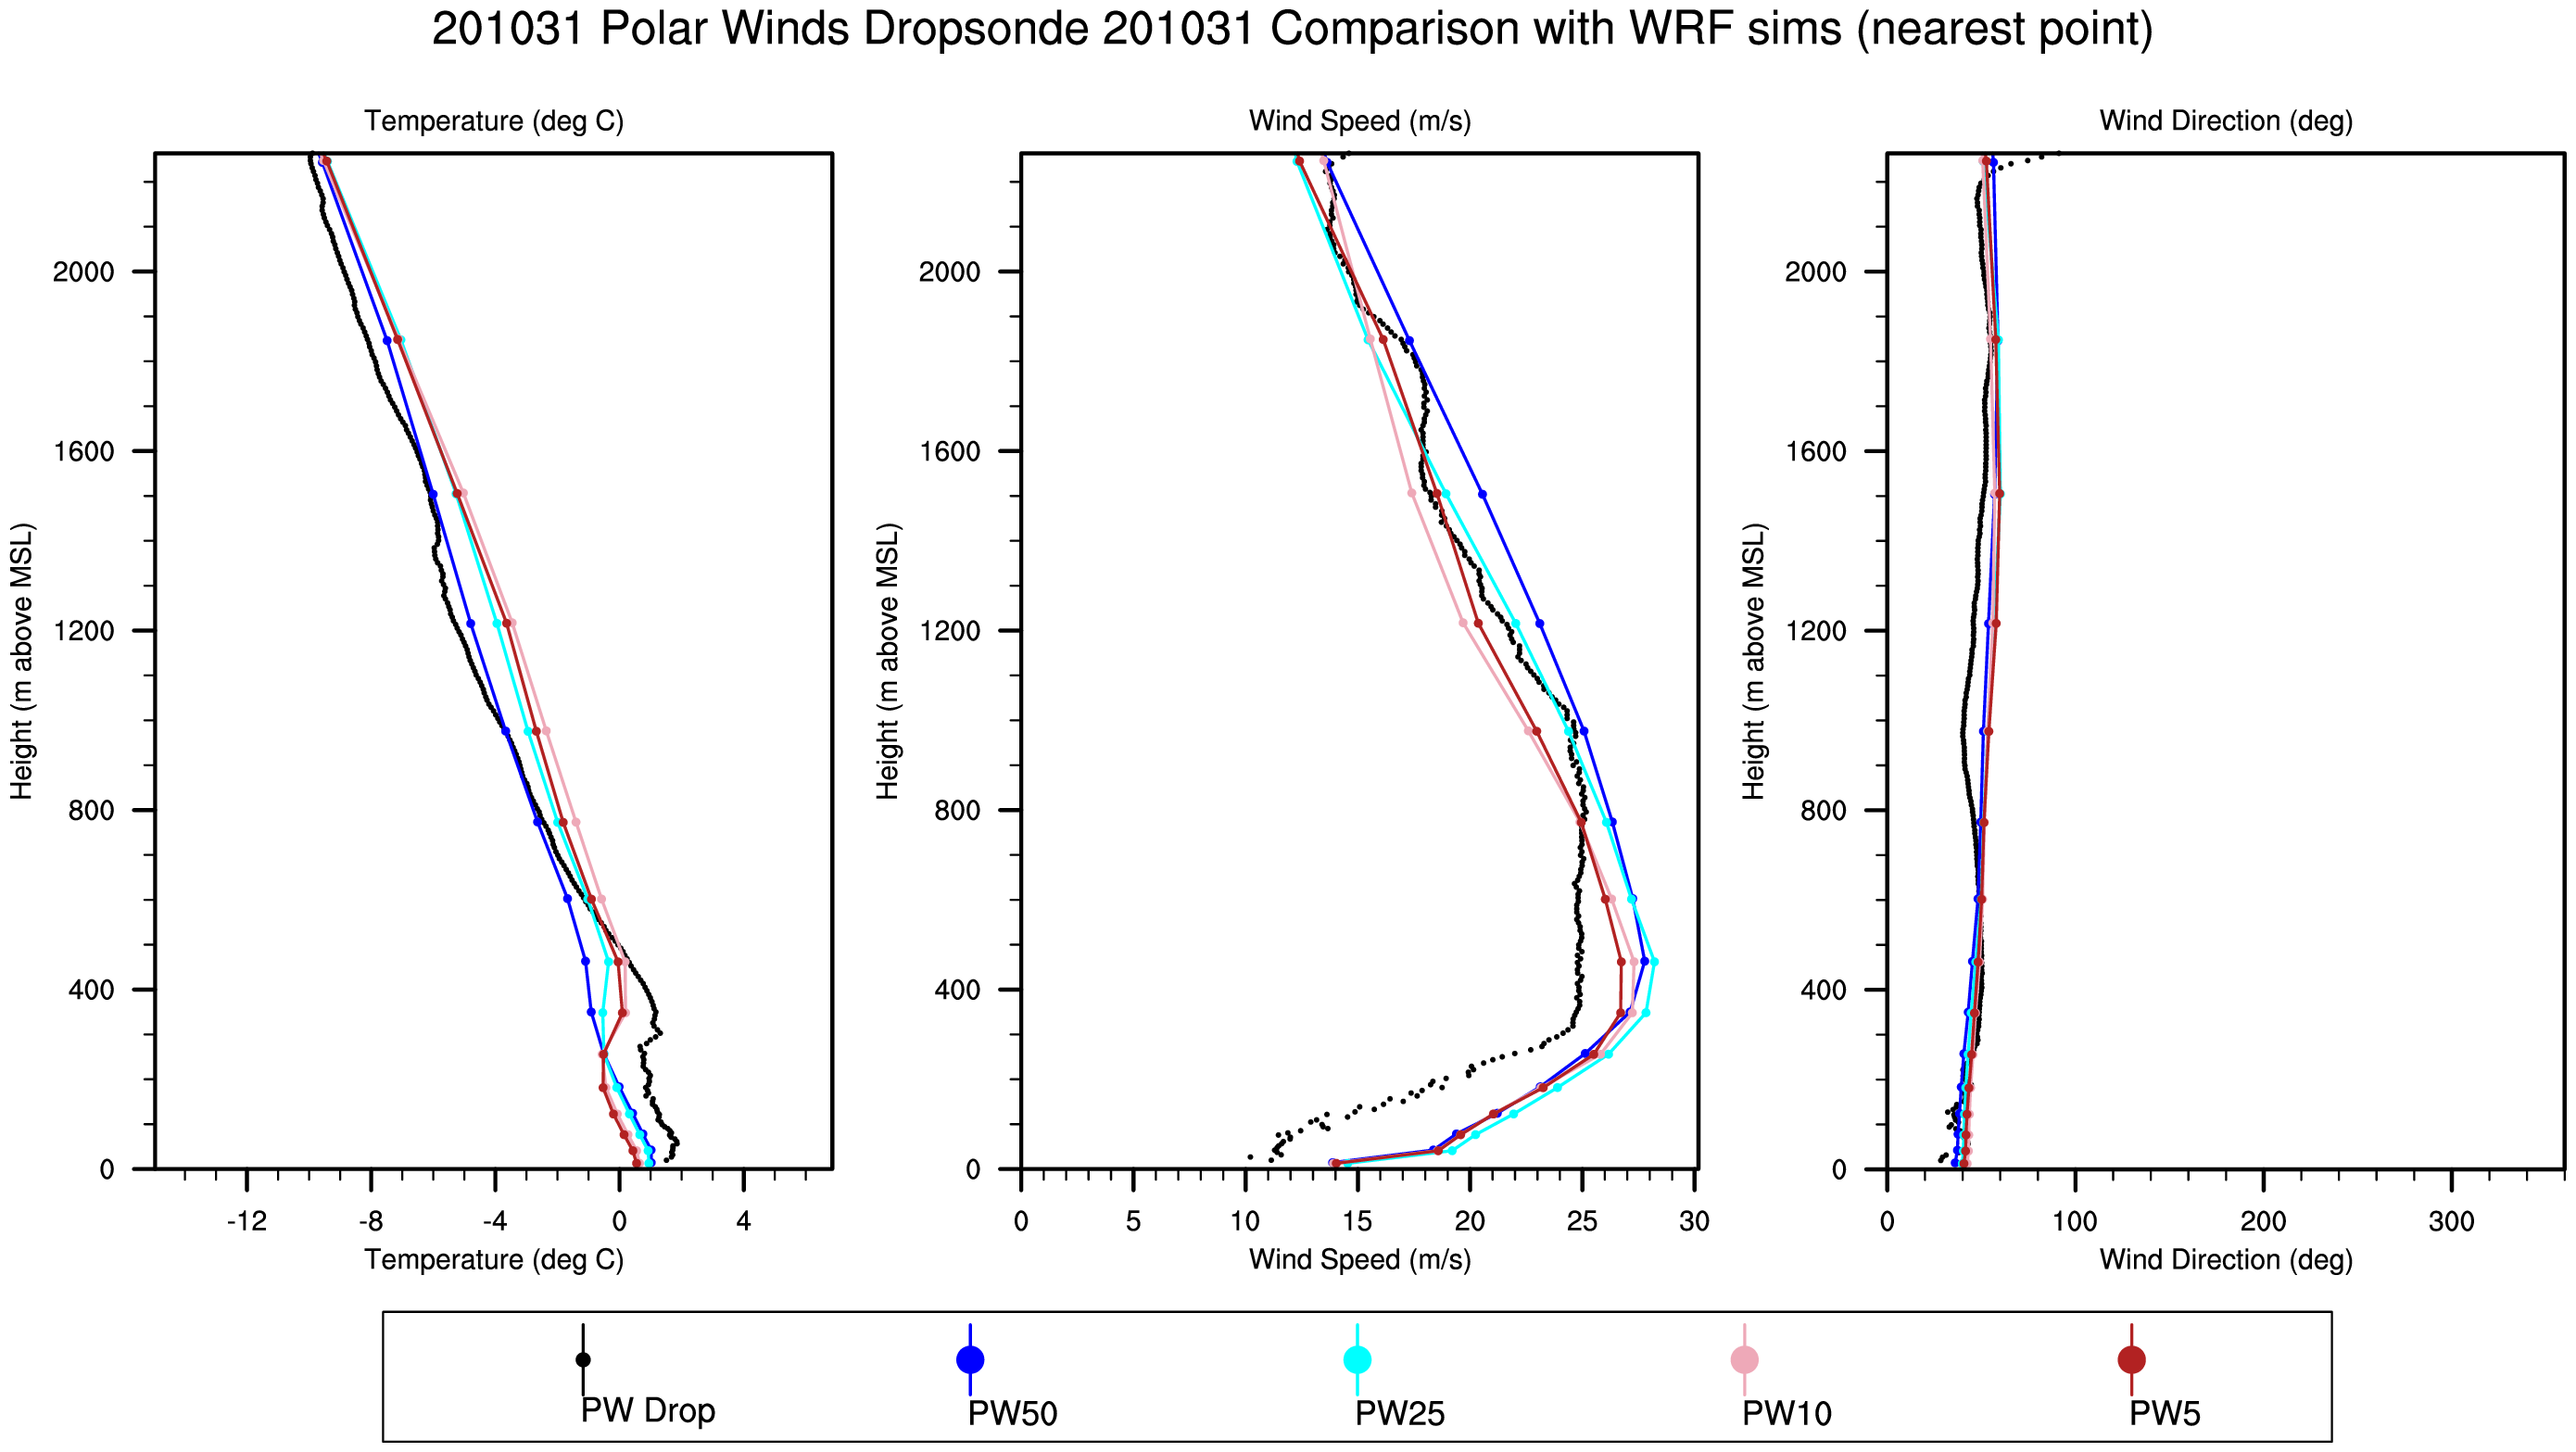 201031 Polar Winds Dropsonde 201031 Comparison with WRF sims (nearest point)
Temperature (deg C)
Wind Speed (m/s)
Wind Direction (deg)
Height (m above MSL)
2000
1600
1200
800
400
0
-12 -8 -4 0 4
Temperature (deg C)
Height (m above MSL)
2000
1600
1200
800
400
0
0 5 10 15 20 25 30
Wind Speed (m/s)
Height (m above MSL)
2000
1600
1200
800
400
0
0 100 200 300
Wind Direction (deg)
PW Drop PW50 PW25 PW10 PW5